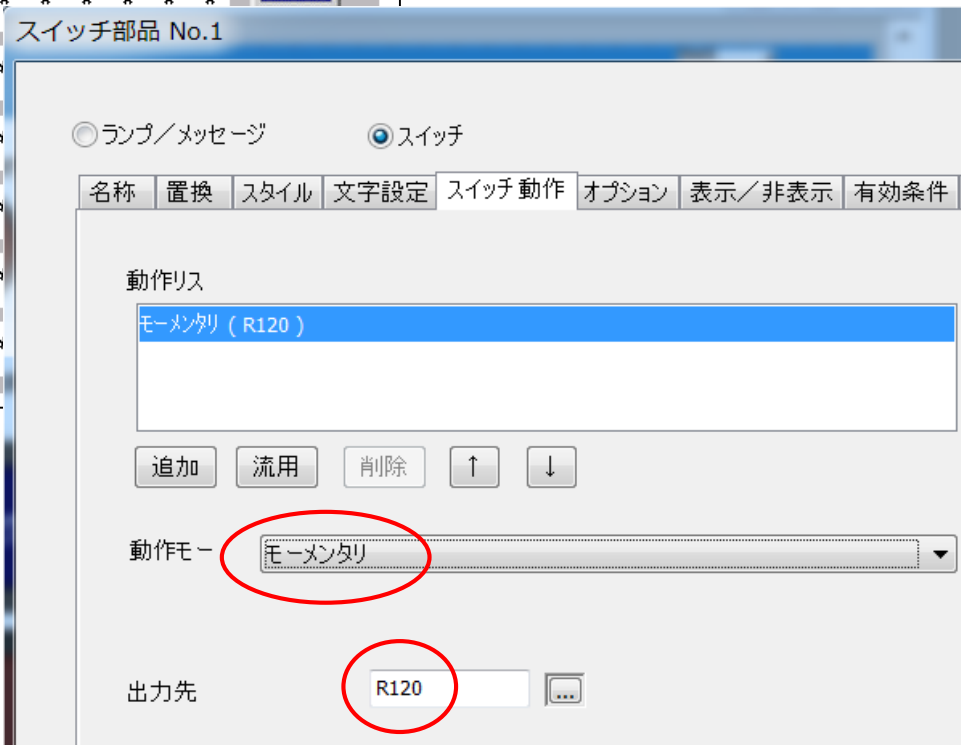 スイッチ部品 No.1
ランプ／メッセージ スイッチ
名称 置換 スタイル 文字設定 スイッチ動作 オプション 表示／非表示 有効条件
動作リス
モーメンタリ ( R120 )
追加 流用 削除 ↑ ↓
動作モー モーメンタリ
出力先 R120 ...